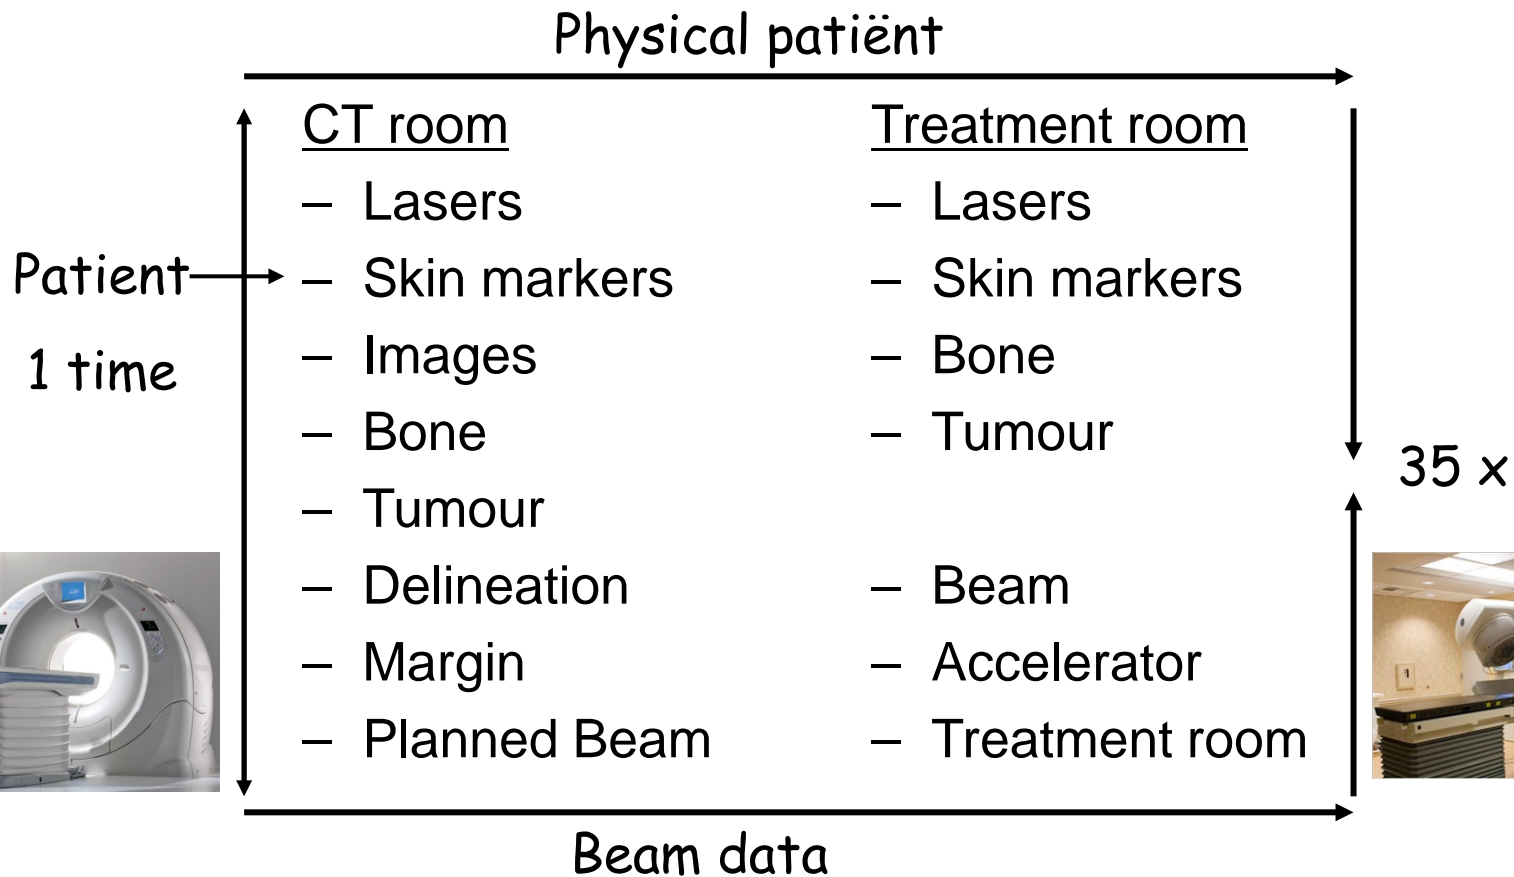 Physical patiënt
CT room
– Lasers
– Skin markers
– Images
– Bone
– Tumour
– Delineation
– Margin
– Planned Beam
Treatment room
– Lasers
– Skin markers
– Bone
– Tumour
– Beam
– Accelerator
– Treatment room
Patient
1 time
35 x
Beam data